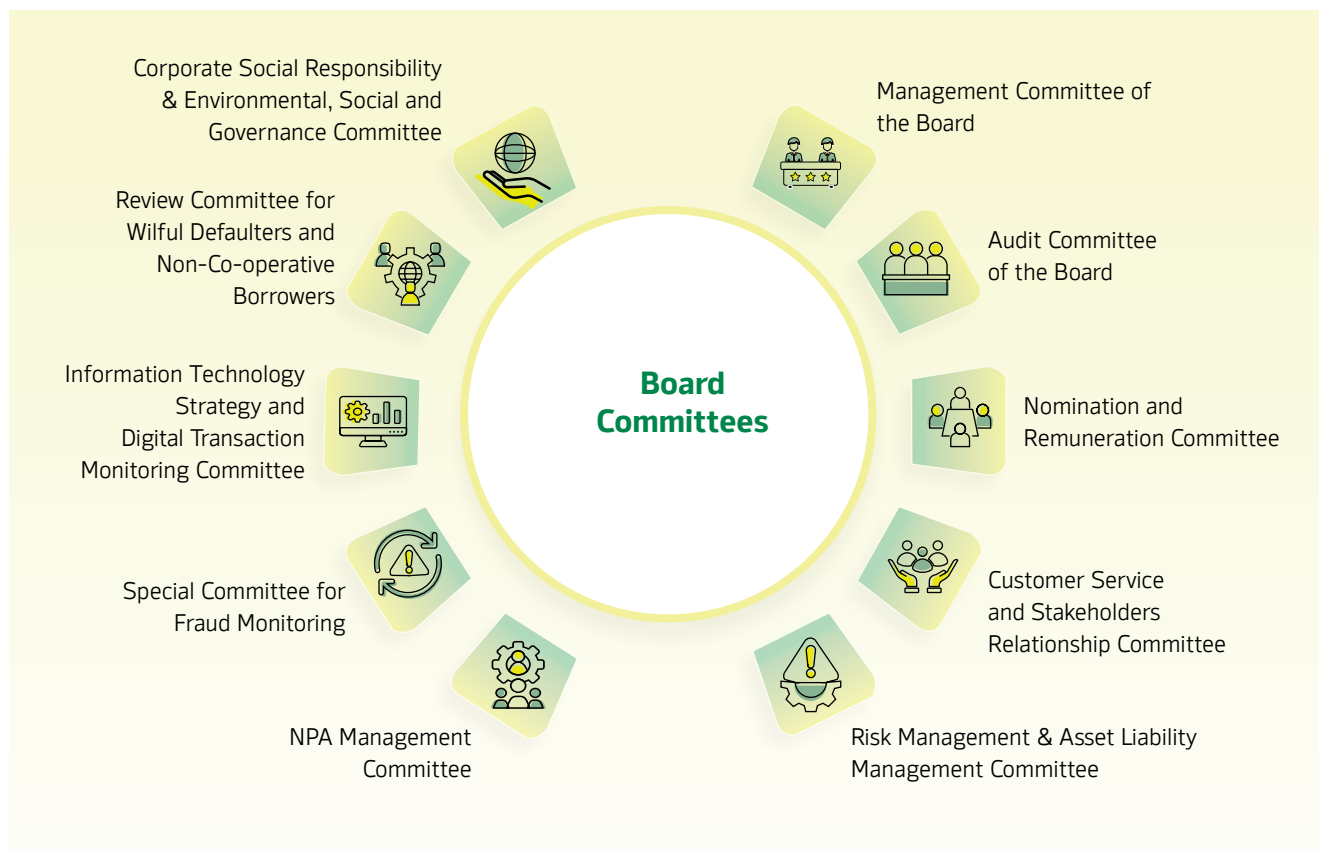 Corporate Social Responsibility
& Environmental, Social and
Governance Committee
Management Committee of
the Board
Review Committee for
Wilful Defaulters and
Non-Co-operative
Borrowers
Audit Committee
of the Board
Information Technology
Strategy and
Digital Transaction
Monitoring Committee
Board
Committees
Nomination and
Remuneration Committee
Special Committee for
Fraud Monitoring
Customer Service
and Stakeholders
Relationship Committee
NPA Management
Committee
Risk Management & Asset Liability
Management Committee